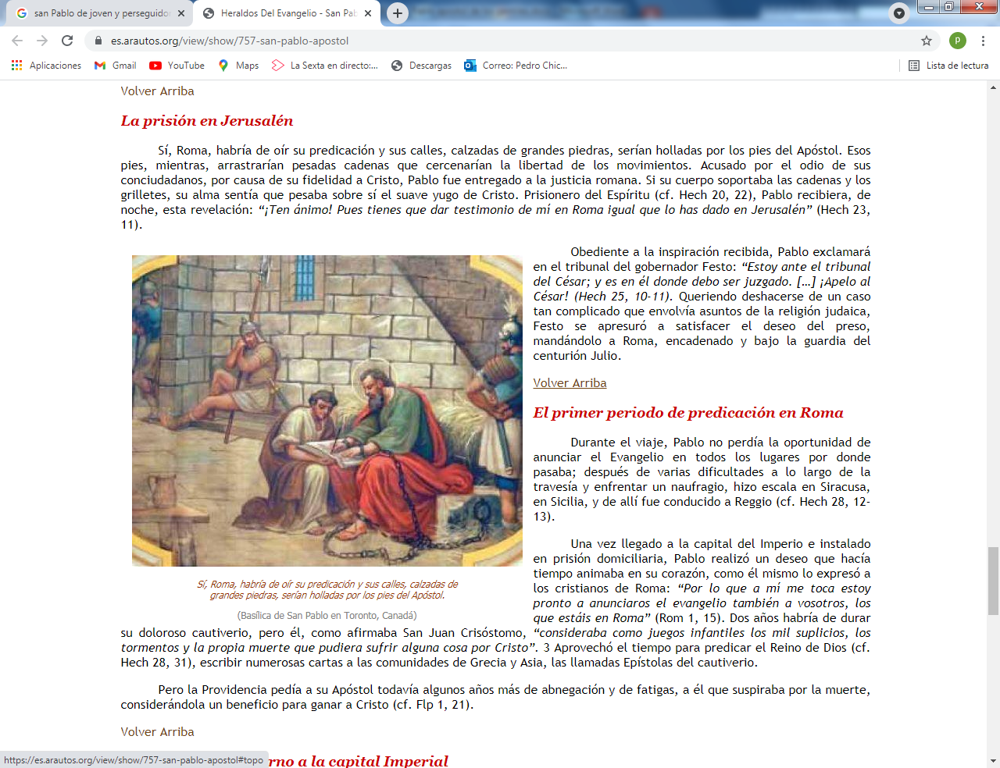 san Pablo de joven y perseguidor
Heraldos Del Evangelio - San Pab
es.arautos.org/view/show/757-san-pablo-apostol
P
Aplicaciones
Gmail
YouTube
Maps
La Sexta en directo:...
Descargas
Correo: Pedro Chic...
Lista de lectura
Volver Arriba
La prisión en Jerusalén
Sí, Roma, habría de oír su predicación y sus calles, calzadas de grandes piedras, serían holladas por los pies del Apóstol. Esos
pies, mientras, arrastrarían pesadas cadenas que cercenarían la libertad de los movimientos. Acusado por el odio de sus
conciudadanos, por causa de su fidelidad a Cristo, Pablo fue entregado a la justicia romana. Si su cuerpo soportaba las cadenas y los
grilletes, su alma sentía que pesaba sobre sí el suave yugo de Cristo. Prisionero del Espíritu (cf. Hech 20, 22), Pablo recibiera, de
noche, esta revelación: “¡Ten ánimo! Pues tienes que dar testimonio de mí en Roma igual que lo has dado en Jerusalén” (Hech 23,
11).
Obediente a la inspiración recibida, Pablo exclamará
en el tribunal del gobernador Festo: “Estoy ante el tribunal
del César; y es en él donde debo ser juzgado. […] ¡Apelo al
César! (Hech 25, 10-11). Queriendo deshacerse de un caso
tan complicado que envolvía asuntos de la religión judaica,
Festo se apresuró a satisfacer el deseo del preso,
mandándolo a Roma, encadenado y bajo la guardia del
centurión Julio.
Volver Arriba
El primer periodo de predicación en Roma
Durante el viaje, Pablo no perdía la oportunidad de
anunciar el Evangelio en todos los lugares por donde
pasaba; después de varias dificultades a lo largo de la
travesía y enfrentar un naufragio, hizo escala en Siracusa,
en Sicilia, y de allí fue conducido a Reggio (cf. Hech 28, 12-
13).
Una vez llegado a la capital del Imperio e instalado
en prisión domiciliaria, Pablo realizó un deseo que hacía
tiempo animaba en su corazón, como él mismo lo expresó a
los cristianos de Roma: “Por lo que a mí me toca estoy
pronto a anunciaros el evangelio también a vosotros, los
que estáis en Roma” (Rom 1, 15). Dos años habría de durar
Sí, Roma, habría de oír su predicación y sus calles, calzadas de
grandes piedras, serían holladas por los pies del Apóstol.
(Basílica de San Pablo en Toronto, Canadá)
su doloroso cautiverio, pero él, como afirmaba San Juan Crisóstomo, “consideraba como juegos infantiles los mil suplicios, los
tormentos y la propia muerte que pudiera sufrir alguna cosa por Cristo”. 3 Aprovechó el tiempo para predicar el Reino de Dios (cf.
Hech 28, 31), escribir numerosas cartas a las comunidades de Grecia y Asia, las llamadas Epístolas del cautiverio.
Pero la Providencia pedía a su Apóstol todavía algunos años más de abnegación y de fatigas, a él que suspiraba por la muerte,
considerándola un beneficio para ganar a Cristo (cf. Flp 1, 21).
Volver Arriba
rno a la capital Imperial
https://es.arautos.org/view/show/757-san-pablo-apostol#topo